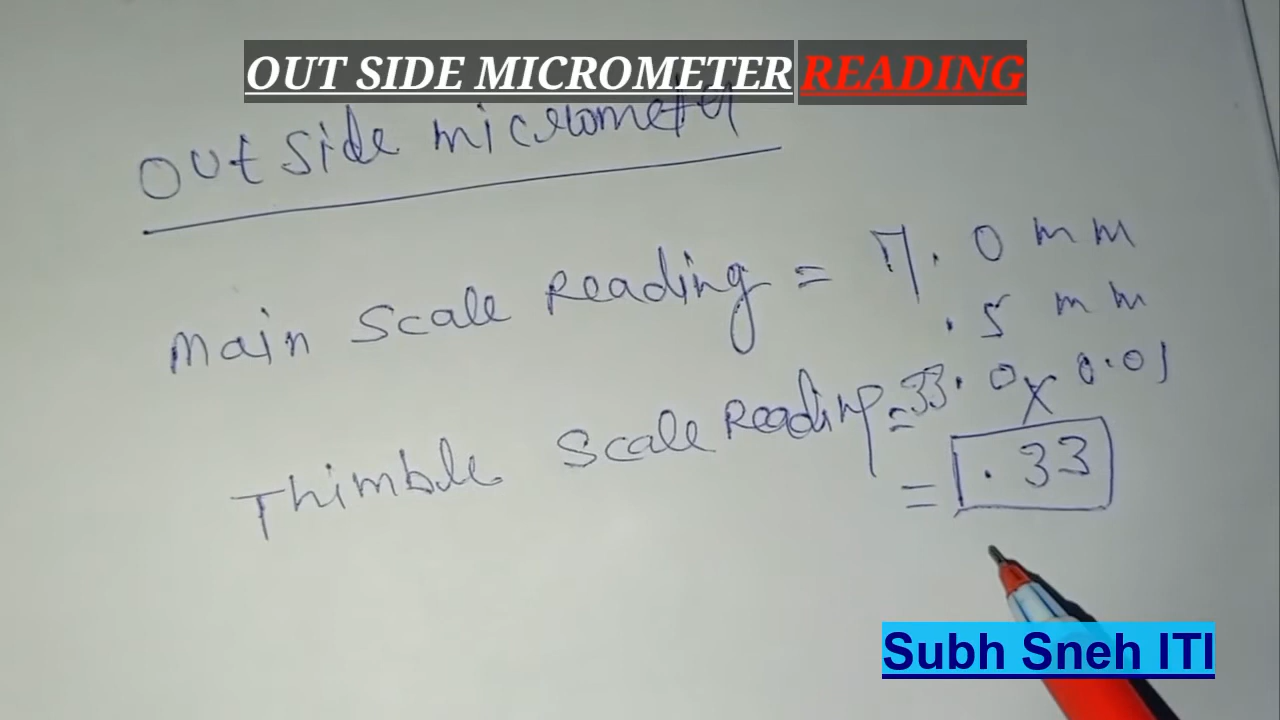 OUT SIDE MICROMETER READING
Out Side micrometer
Main Scale Reading = 7.0 mm
.5 mm
Thimble Scale Reading = 33.0 x 0.01
= .33
Subh Sneh ITI